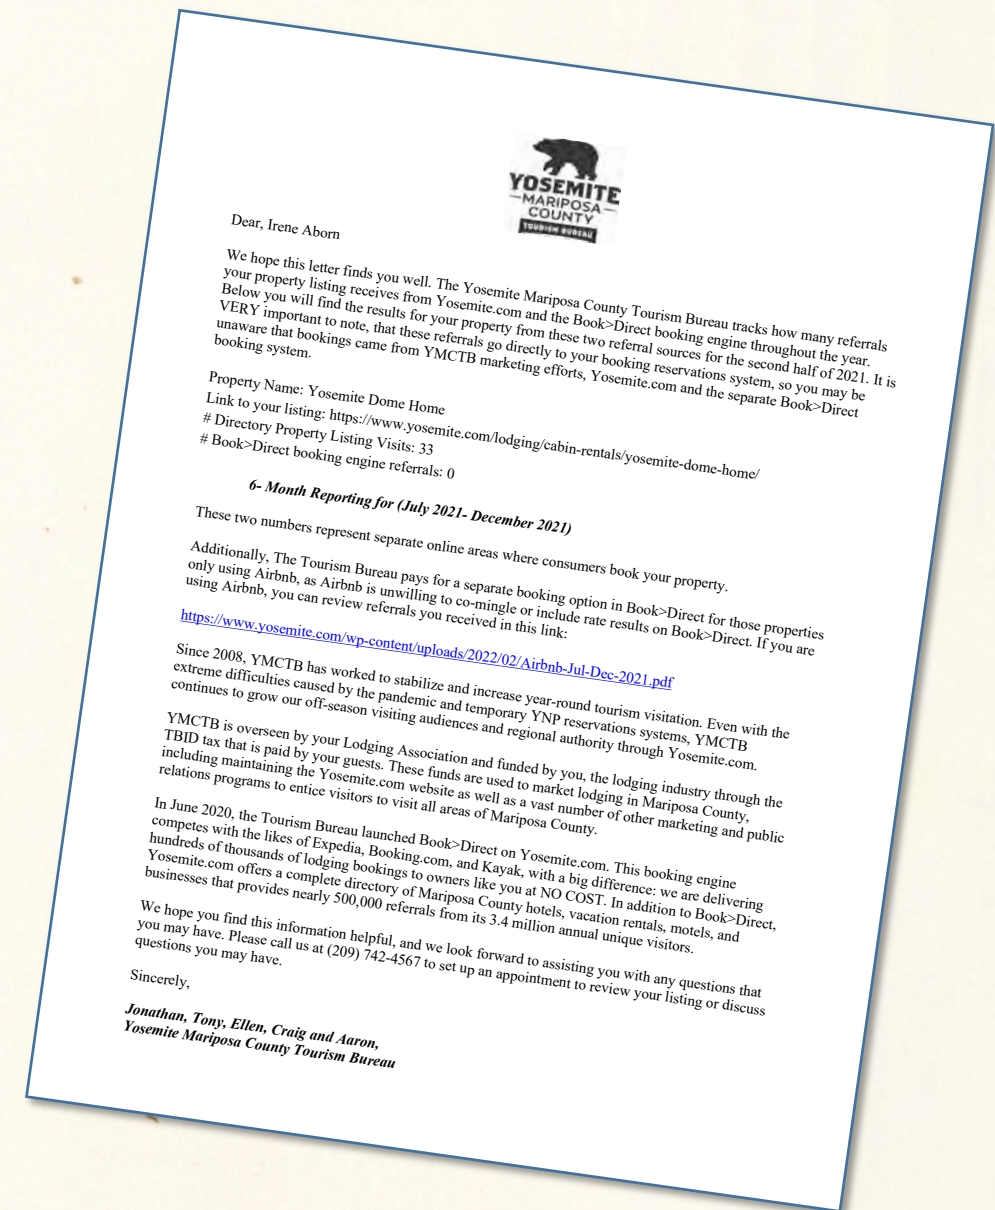 YOSEMITE
MARIPOSA
COUNTY
TOURISM BUREAU
Dear, Irene Aborn
We hope this letter finds you well. The Yosemite Mariposa County Tourism Bureau tracks how many referrals
your property listing receives from Yosemite.com and the Book>Direct booking engine throughout the year.
Below you will find the results for your property from these two referral sources for the second half of 2021. It is
VERY important to note, that these referrals go directly to your booking reservations system, so you may be
unaware that bookings came from YMCTB marketing efforts, Yosemite.com and the separate Book>Direct
booking system.
Property Name: Yosemite Dome Home
Link to your listing: https://www.yosemite.com/lodging/cabin-rentals/yosemite-dome-home/
# Directory Property Listing Visits: 33
# Book>Direct booking engine referrals: 0
6- Month Reporting for (July 2021- December 2021)
These two numbers represent separate online areas where consumers book your property.
Additionally, The Tourism Bureau pays for a separate booking option in Book>Direct for those properties
only using Airbnb, as Airbnb is unwilling to co-mingle or include rate results on Book>Direct. If you are
using Airbnb, you can review referrals you received in this link:
https://www.yosemite.com/wp-content/uploads/2022/02/Airbnb-Jul-Dec-2021.pdf
Since 2008, YMCTB has worked to stabilize and increase year-round tourism visitation. Even with the
extreme difficulties caused by the pandemic and temporary YNP reservations systems, YMCTB
continues to grow our off-season visiting audiences and regional authority through Yosemite.com.
YMCTB is overseen by your Lodging Association and funded by you, the lodging industry through the
TBID tax that is paid by your guests. These funds are used to market lodging in Mariposa County,
including maintaining the Yosemite.com website as well as a vast number of other marketing and public
relations programs to entice visitors to visit all areas of Mariposa County.
In June 2020, the Tourism Bureau launched Book>Direct on Yosemite.com. This booking engine
competes with the likes of Expedia, Booking.com, and Kayak, with a big difference: we are delivering
hundreds of thousands of lodging bookings to owners like you at NO COST. In addition to Book>Direct,
Yosemite.com offers a complete directory of Mariposa County hotels, vacation rentals, motels, and
businesses that provides nearly 500,000 referrals from its 3.4 million annual unique visitors.
We hope you find this information helpful, and we look forward to assisting you with any questions that
you may have. Please call us at (209) 742-4567 to set up an appointment to review your listing or discuss
questions you may have.
Sincerely,
Jonathan, Tony, Ellen, Craig and Aaron,
Yosemite Mariposa County Tourism Bureau